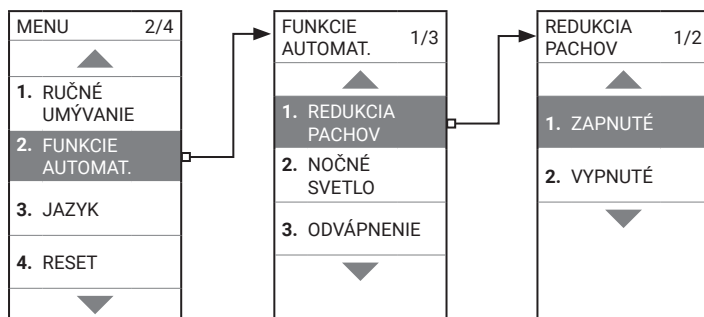 MENU 2/4
1. RUČNÉ
UMÝVANIE
2. FUNKCIE
AUTOMAT.
3. JAZYK
4. RESET
FUNKCIE
AUTOMAT. 1/3
1. REDUKCIA
PACHOV
2. NOČNÉ
SVETLO
3. ODVÁPNENIE
REDUKCIA
PACHOV 1/2
1. ZAPNUTÉ
2. VYPNUTÉ